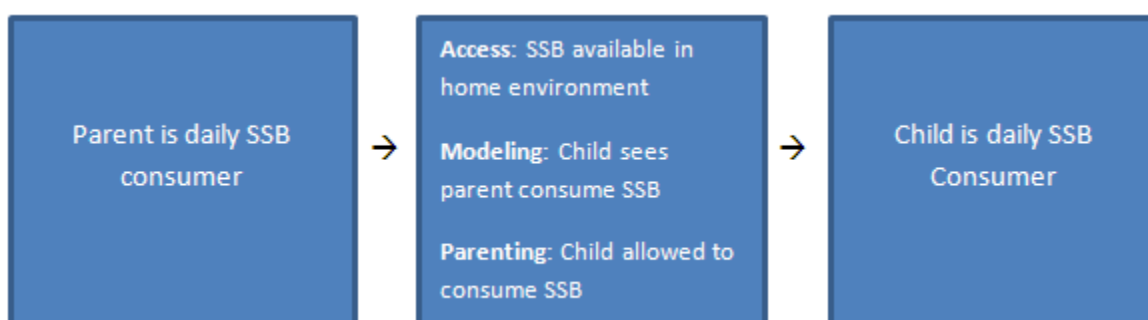 Parent is daily SSB
consumer
→
Access: SSB available in
home environment
Modeling: Child sees
parent consume SSB
Parenting: Child allowed to
consume SSB
→
Child is daily SSB
Consumer